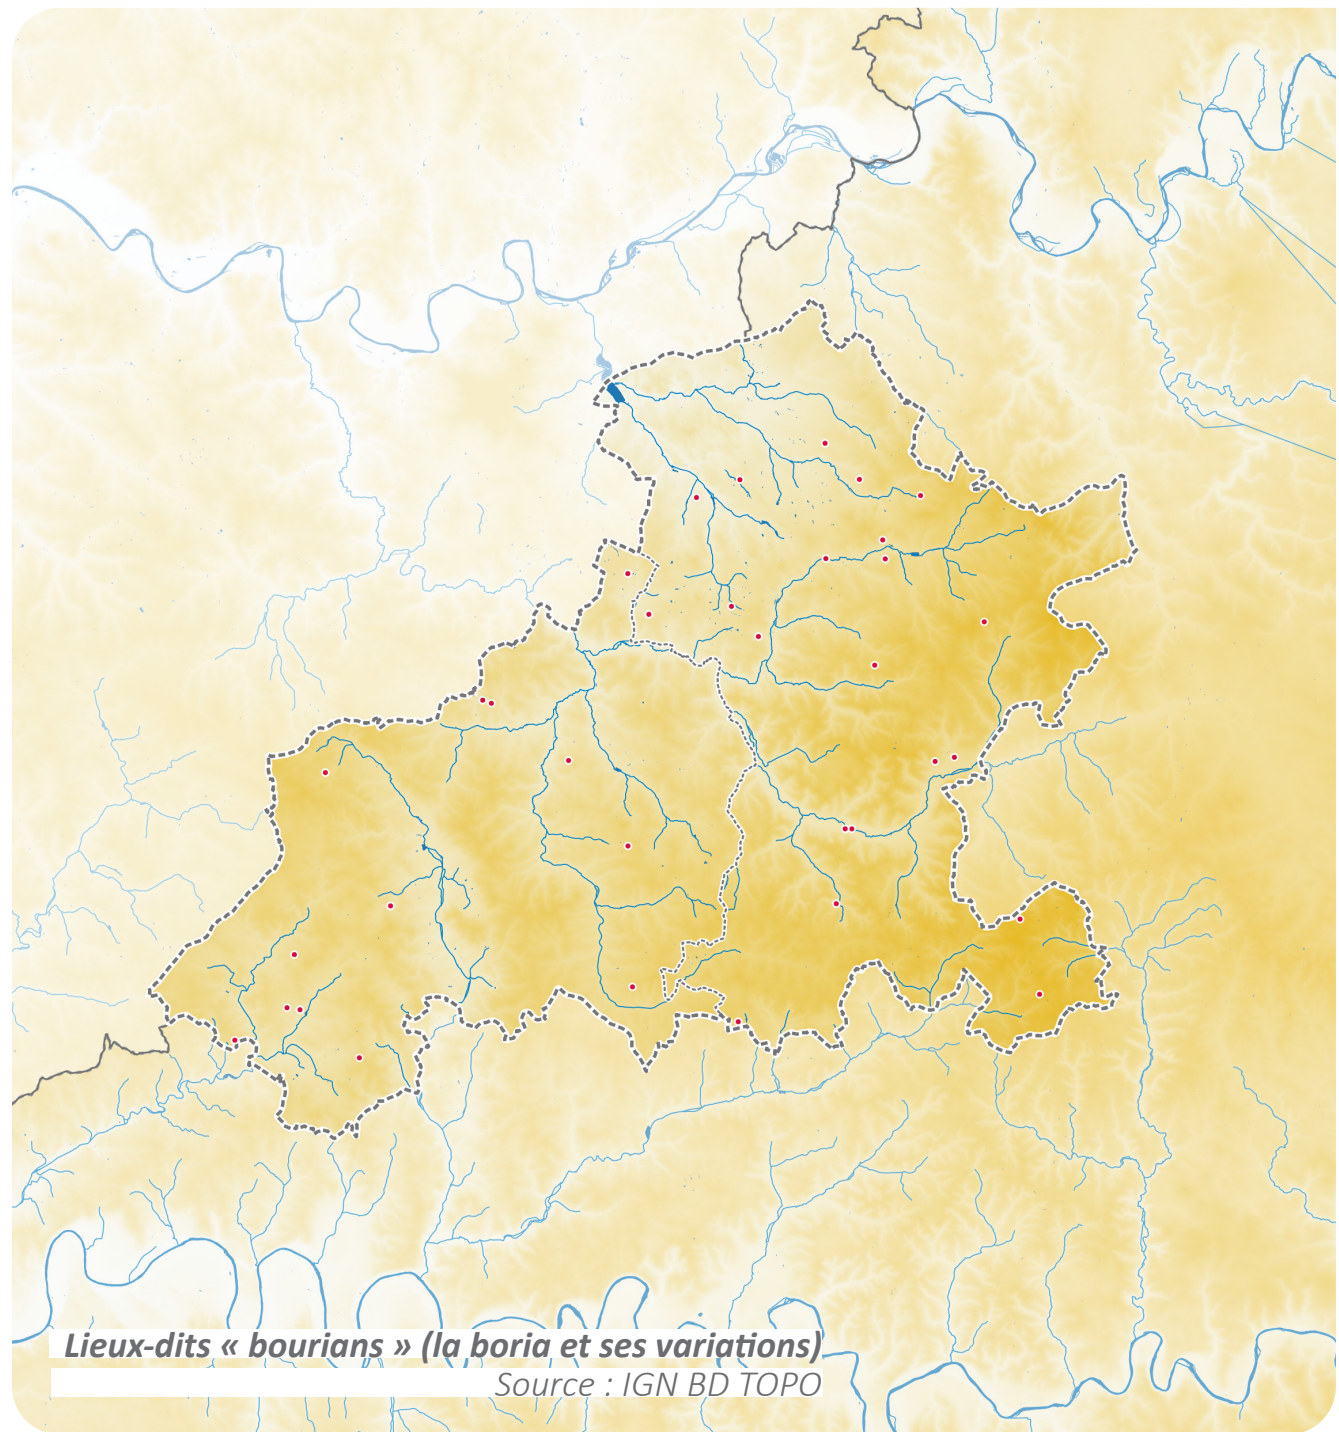 Lieux-dits « bourians » (la boria et ses variations)
Source : IGN BD TOPO